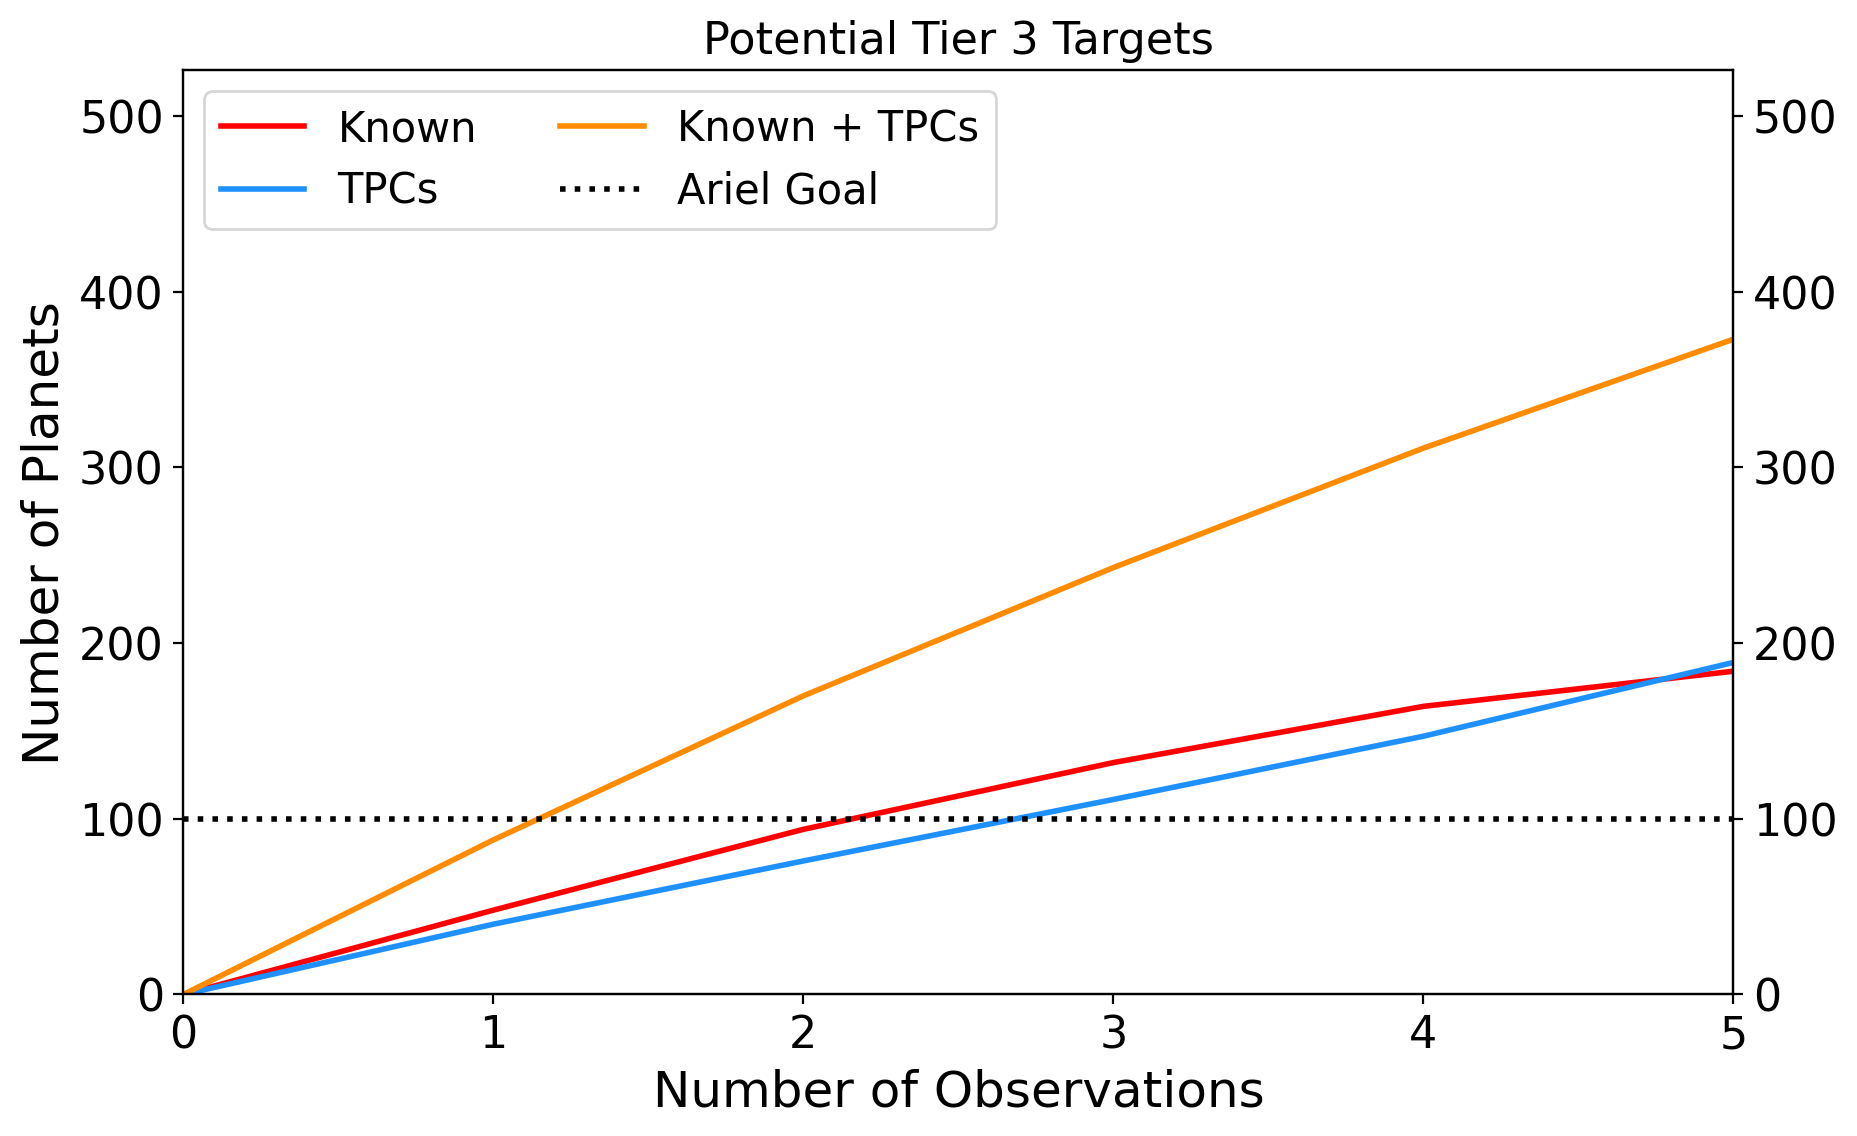 Potential Tier 3 Targets
Known
TPCs
Known + TPCs
Ariel Goal
Number of Planets
500
400
300
200
100
0
500
400
300
200
100
0
0 1 2 3 4 5
Number of Observations